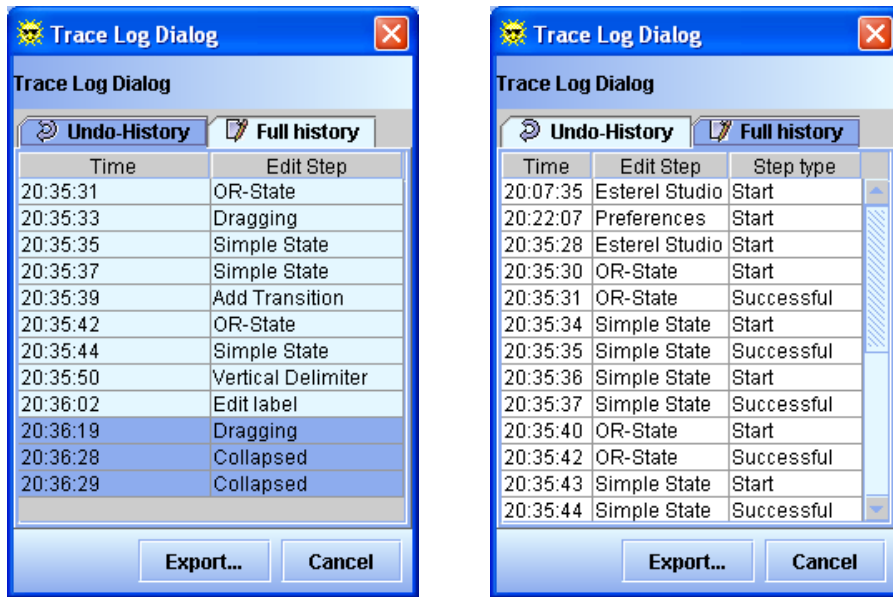 Trace Log Dialog
Trace Log Dialog
Undo-History Full history
Time Edit Step
20:35:31 OR-State
20:35:33 Dragging
20:35:35 Simple State
20:35:37 Simple State
20:35:39 Add Transition
20:35:42 OR-State
20:35:44 Simple State
20:35:50 Vertical Delimiter
20:36:02 Edit label
20:36:19 Dragging
20:36:28 Collapsed
20:36:29 Collapsed
Export... Cancel
Trace Log Dialog
Trace Log Dialog
Undo-History Full history
Time Edit Step Step type
20:07:35 Esterel Studio Start
20:22:07 Preferences Start
20:35:28 Esterel Studio Start
20:35:30 OR-State Start
20:35:31 OR-State Successful
20:35:34 Simple State Start
20:35:35 Simple State Successful
20:35:36 Simple State Start
20:35:37 Simple State Successful
20:35:40 OR-State Start
20:35:42 OR-State Successful
20:35:43 Simple State Start
20:35:44 Simple State Successful
Export... Cancel